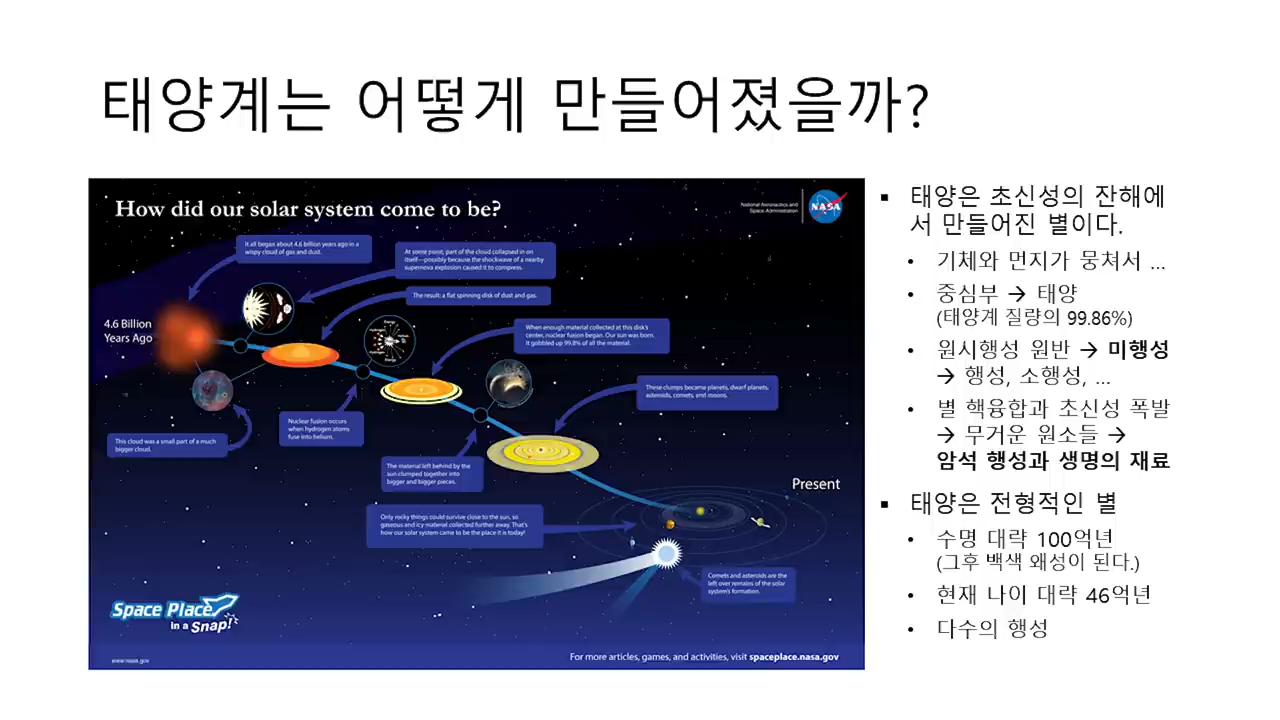 태양계는 어떻게 만들어졌을까?
How did our solar system come to be?
National Aeronautics and
Space Administration
NASA
It all began about 4.6 billion years ago in a
wispy cloud of gas and dust.
At some point, part of the cloud collapsed in on
itself—possibly because the shockwave of a nearby
supernova explosion caused it to compress.
The result: a flat spinning disk of dust and gas.
4.6 Billion
Years Ago
When enough material collected at this disk's
center, nuclear fusion began. Our sun was born.
It gobbled up 99.8% of all the material.
These clumps became planets, dwarf planets,
asteroids, comets, and moons.
This cloud was a small part of a much
bigger cloud.
Nuclear fusion occurs
when hydrogen atoms
fuse into helium.
The material left behind by the
sun clumped together into
bigger and bigger pieces.
Present
Only rocky things could survive close to the sun, so
gaseous and icy material collected further away. That's
how our solar system came to be the place it is today!
Comets and asteroids are the
left over remains of the solar
system's formation.
Space Place
in a Snap!
www.nasa.gov
For more articles, games, and activities, visit spaceplace.nasa.gov
▪ 태양은 초신성의 잔해에
서 만들어진 별이다.
• 기체와 먼지가 뭉쳐서 …
• 중심부 → 태양
(태양계 질량의 99.86%)
• 원시행성 원반 → 미행성
→ 행성, 소행성, …
• 별 핵융합과 초신성 폭발
→ 무거운 원소들 →
암석 행성과 생명의 재료
▪ 태양은 전형적인 별
• 수명 대략 100억년
(그후 백색 왜성이 된다.)
• 현재 나이 대략 46억년
• 다수의 행성